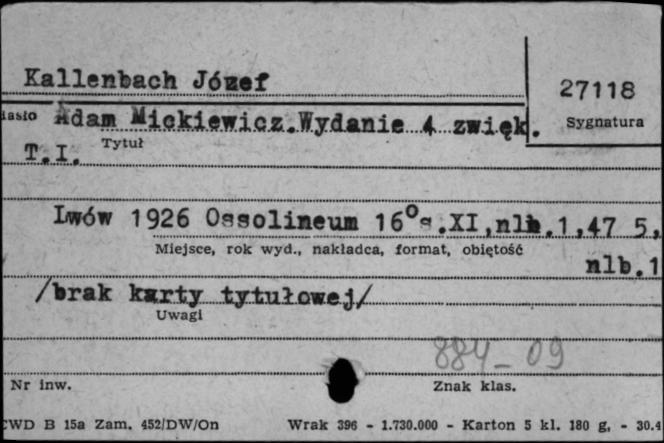 Kallenbach Józef
27118
Sygnatura
iasło Adam Mickiewicz.Wydanie 4 zwięk.
Tytuł
T.I.
Lwów 1926 Ossolineum 16°s.XI,nlb.1,47 5,
Miejsce, rok wyd., nakładca, format, objętość
nlb.1
/brak karty tytułowej/
Uwagi
884-09
Nr inw.
Znak klas.
CWD B 15a Zam. 452/DW/On Wrak 396 - 1.730.000 - Karton 5 kl. 180 g, - 30.4